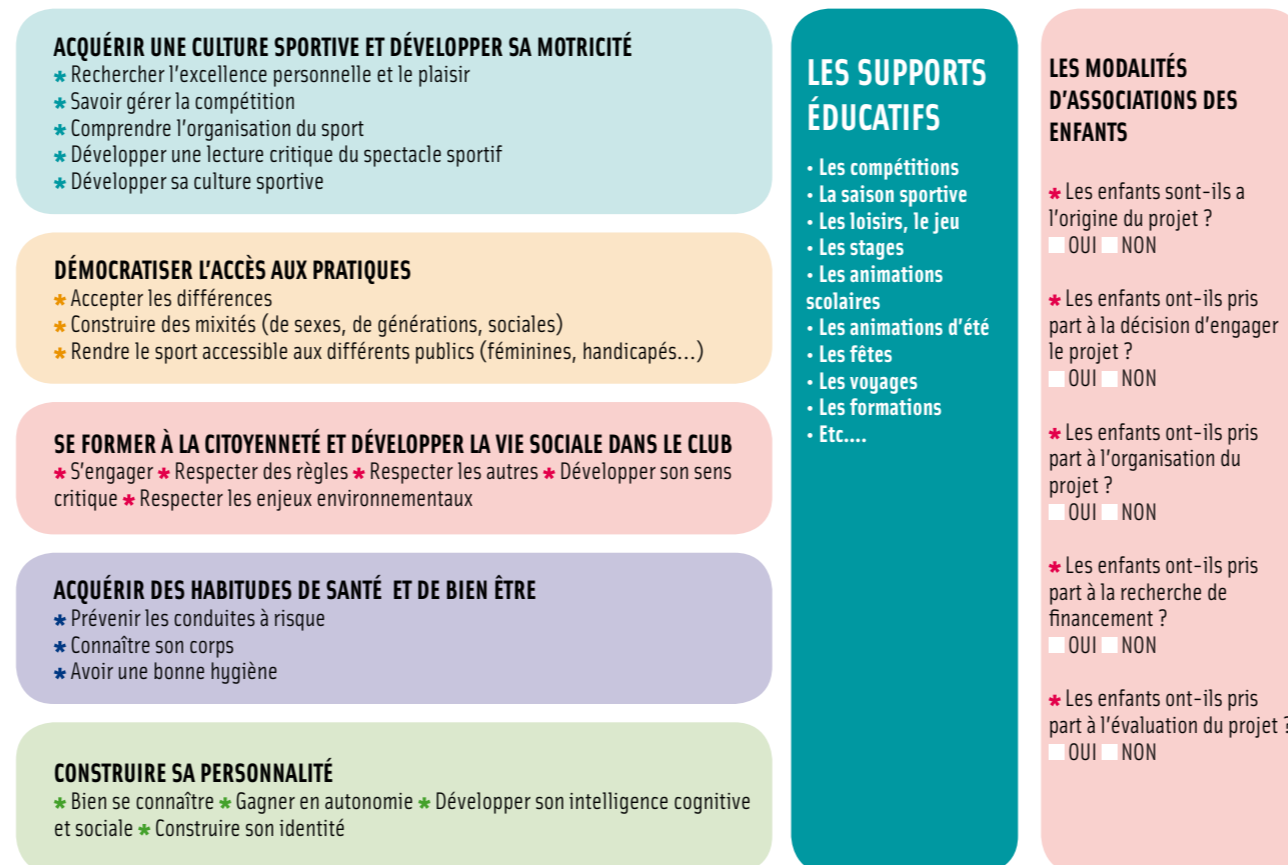 ACQUÉRIR UNE CULTURE SPORTIVE ET DÉVELOPPER SA MOTRICITÉ
* Rechercher l'excellence personnelle et le plaisir
* Savoir gérer la compétition
* Comprendre l'organisation du sport
* Développer une lecture critique du spectacle sportif
* Développer sa culture sportive
DÉMOCRATISER L'ACCÈS AUX PRATIQUES
* Accepter les différences
* Construire des mixités (de sexes, de générations, sociales)
* Rendre le sport accessible aux différents publics (féminines, handicapés...)
SE FORMER À LA CITOYENNETÉ ET DÉVELOPPER LA VIE SOCIALE DANS LE CLUB
* S'engager * Respecter des règles * Respecter les autres * Développer son sens
critique * Respecter les enjeux environnementaux
ACQUÉRIR DES HABITUDES DE SANTÉ ET DE BIEN ÊTRE
* Prévenir les conduites à risque
* Connaître son corps
* Avoir une bonne hygiène
CONSTRUIRE SA PERSONNALITÉ
* Bien se connaître * Gagner en autonomie * Développer son intelligence cognitive
et sociale * Construire son identité
LES SUPPORTS
ÉDUCATIFS
• Les compétitions
• La saison sportive
• Les loisirs, le jeu
• Les stages
• Les animations
scolaires
• Les animations d'été
• Les fêtes
• Les voyages
• Les formations
• Etc....
LES MODALITÉS
D'ASSOCIATIONS DES
ENFANTS
* Les enfants sont-ils a
l'origine du projet ?
OUI NON
* Les enfants ont-ils pris
part à la décision d'engager
le projet ?
OUI NON
* Les enfants ont-ils pris
part à l'organisation du
projet ?
OUI NON
* Les enfants ont-ils pris
part à la recherche de
financement ?
OUI NON
* Les enfants ont-ils pris
part à l'évaluation du projet ?
OUI NON